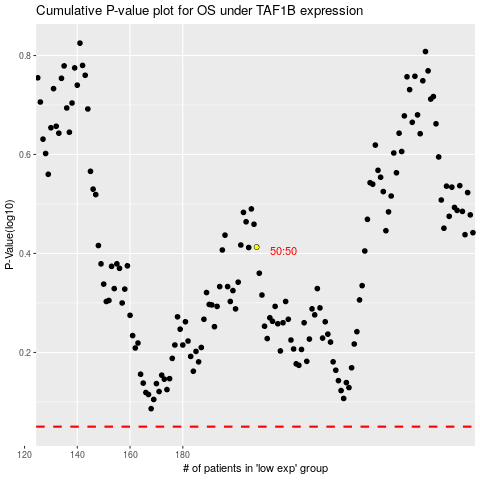 Cumulative P-value plot for OS under TAF1B expression
P-Value(log10)
0.8
0.6
0.4
0.2
50:50
120 140 160 180
# of patients in 'low exp' group